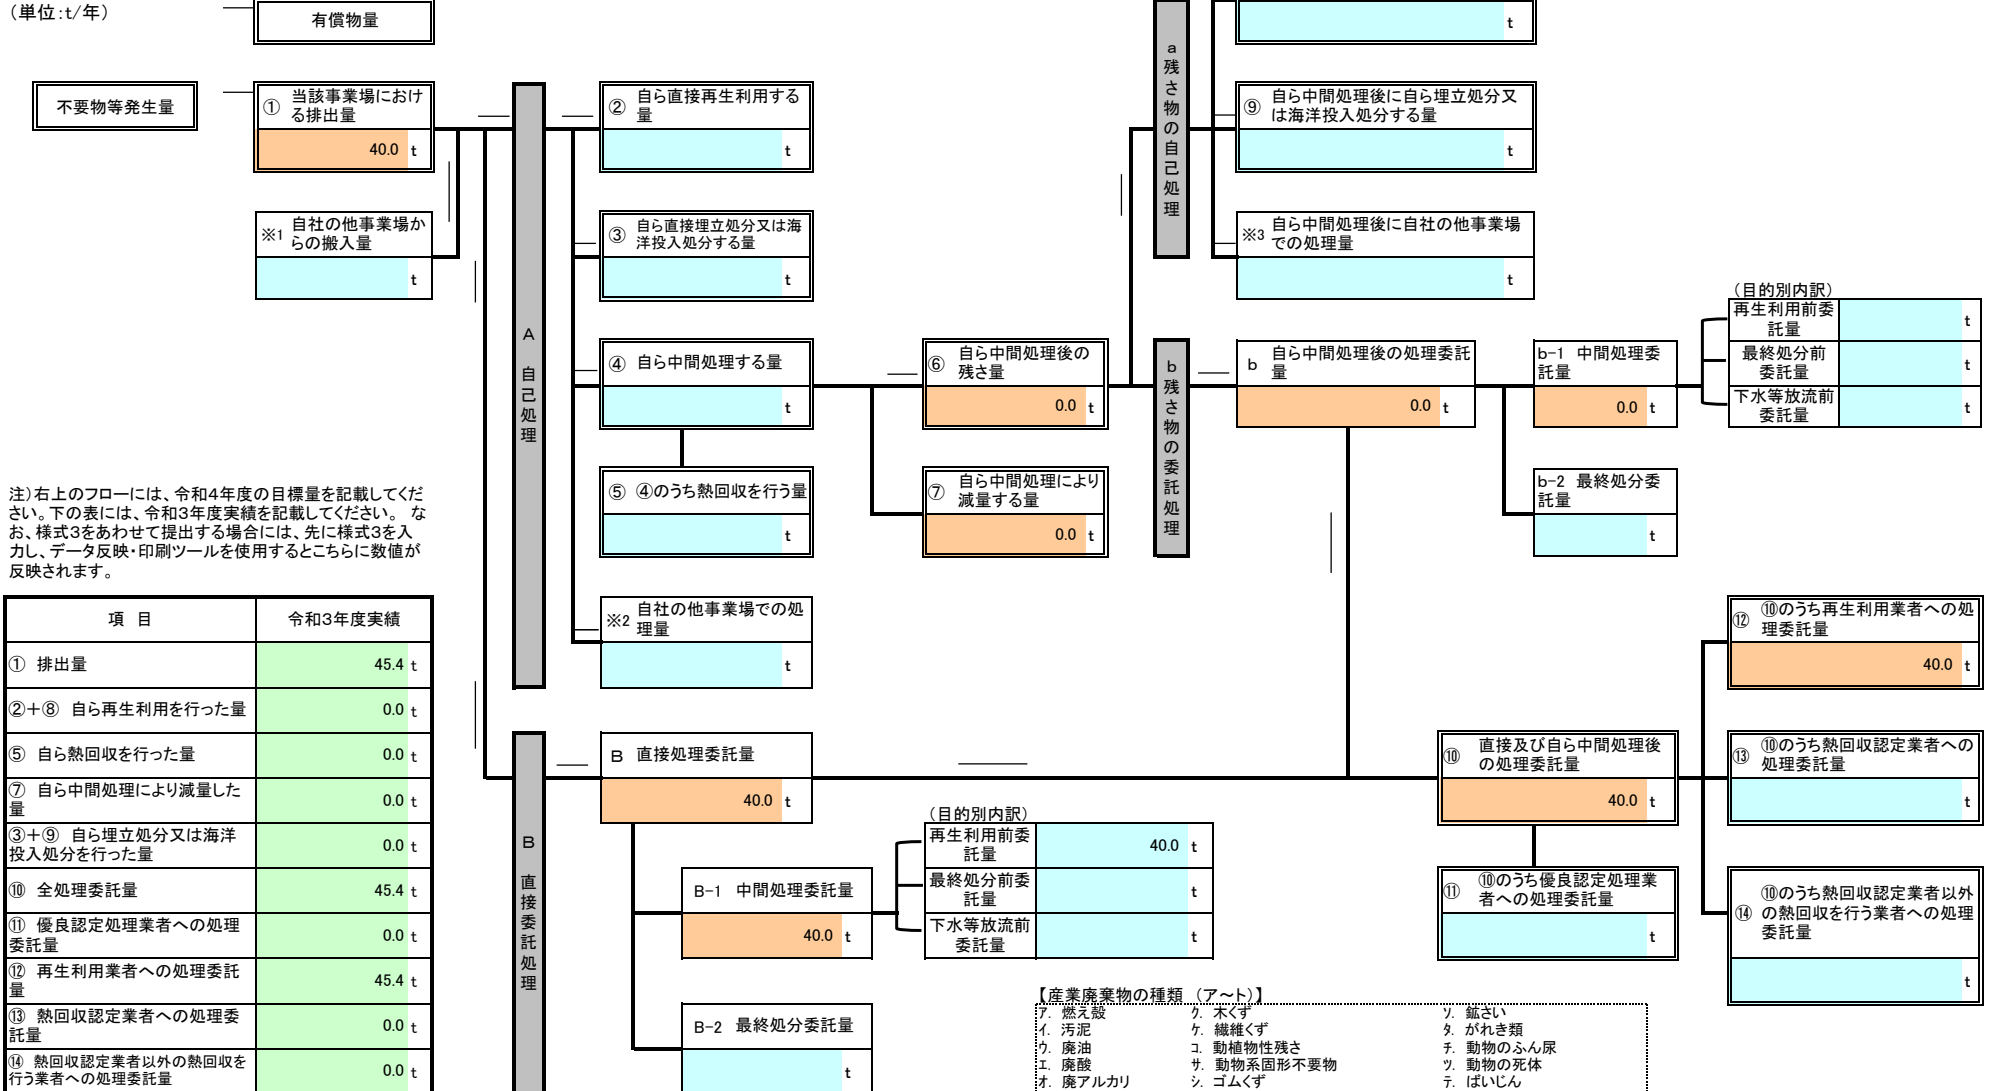 （単位：t/年）
有償物量
不要物等発生量
①
当該事業場におけ
る排出量
40.0 t
※1
自社の他事業場か
らの搬入量
t
A 自己処理
②
自ら直接再生利用する
量
t
③
自ら直接埋立処分又は海
洋投入処分する量
t
④ 自ら中間処理する量
t
⑤ ④のうち熱回収を行う量
t
※2
自社の他事業場での処
理量
t
⑥
自ら中間処理後の
残さ量
0.0 t
⑦
自ら中間処理により
減量する量
0.0 t
a残さ物の自己処理
t
⑨
自ら中間処理後に自ら埋立処分又
は海洋投入処分する量
t
※3
自ら中間処理後に自社の他事業場
での処理量
t
b残さ物の委託処理
b
自ら中間処理後の処理委託
量
0.0 t
b-1 中間処理委
託量
0.0 t
b-2 最終処分委
託量
t
（目的別内訳）
再生利用前委
託量
t
最終処分前
委託量
t
下水等放流前
委託量
t
注）右上のフローには、令和４年度の目標量を記載してくだ
さい。下の表には、令和３年度実績を記載してください。 な
お、様式３をあわせて提出する場合には、先に様式３を入
力し、データ反映・印刷ツールを使用するとこちらに数値が
反映されます。
項 目 令和３年度実績
① 排出量 45.4 t
②＋⑧ 自ら再生利用を行った量 0.0 t
⑤ 自ら熱回収を行った量 0.0 t
⑦ 自ら中間処理により減量した
量
0.0 t
③＋⑨ 自ら埋立処分又は海洋
投入処分を行った量
0.0 t
⑩ 全処理委託量 45.4 t
⑪ 優良認定処理業者への処理
委託量
0.0 t
⑫ 再生利用業者への処理委託
量
45.4 t
⑬ 熱回収認定業者への処理委
託量
0.0 t
⑭ 熱回収認定業者以外の熱回収を
行う業者への処理委託量
0.0 t
B 直接委託処理
B 直接処理委託量
40.0 t
B-1 中間処理委託量
40.0 t
B-2 最終処分委託量
t
（目的別内訳）
再生利用前委
託量
40.0 t
最終処分前委
託量
t
下水等放流前
委託量
t
⑩
直接及び自ら中間処理後
の処理委託量
40.0 t
⑪
⑩のうち優良認定処理業
者への処理委託量
t
⑫
⑩のうち再生利用業者への処
理委託量
40.0 t
⑬
⑩のうち熱回収認定業者への
処理委託量
t
⑭
⑩のうち熱回収認定業者以外
の熱回収を行う業者への処理
委託量
t
【産業廃棄物の種類 （ア～ト）】
ア. 燃え殻 ク. 木くず ソ. 鉱さい
イ. 汚泥 ケ. 繊維くず タ. がれき類
ウ. 廃油 コ. 動植物性残さ チ. 動物のふん尿
エ. 廃酸 サ. 動物系固形不要物 ツ. 動物の死体
オ. 廃アルカリ シ. ゴムくず テ. ばいじん